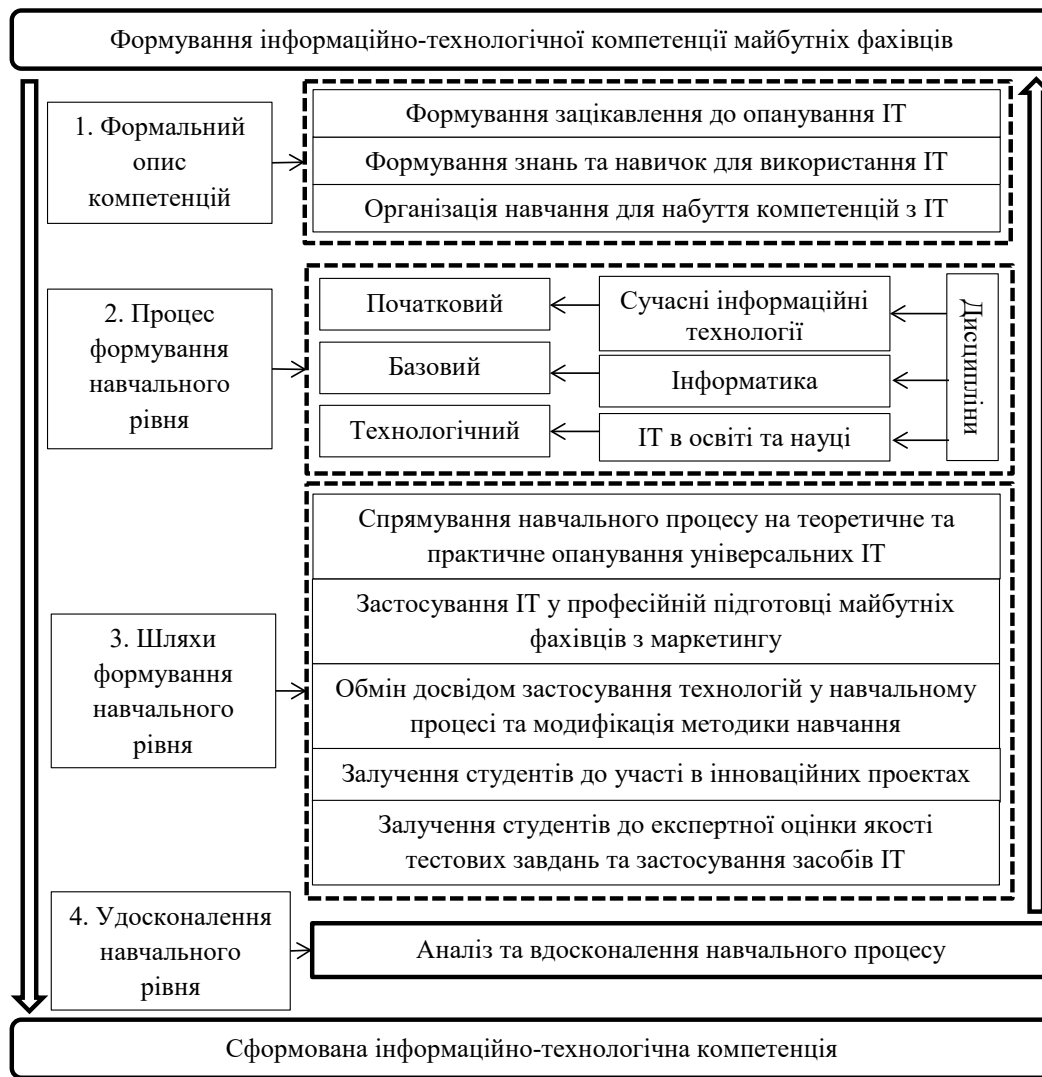 Формування інформаційно-технологічної компетенції майбутніх фахівців
1. Формальний
опис
компетенцій
Формування зацікавлення до опанування ІТ
Формування знань та навичок для використання ІТ
Організація навчання для набуття компетенцій з ІТ
2. Процес
формування
навчального
рівня
Початковий
Сучасні інформаційні
технології
Базовий
Інформатика
Технологічний
ІТ в освіті та науці
Дисципліни
3. Шляхи
формування
навчального
рівня
Спрямування навчального процесу на теоретичне та
практичне опанування універсальних ІТ
Застосування ІТ у професійній підготовці майбутніх
фахівців з маркетингу
Обмін досвідом застосування технологій у навчальному
процесі та модифікація методики навчання
Залучення студентів до участі в інноваційних проектах
Залучення студентів до експертної оцінки якості
тестових завдань та застосування засобів ІТ
4. Удосконалення
навчального
рівня
Аналіз та вдосконалення навчального процесу
Сформована інформаційно-технологічна компетенція